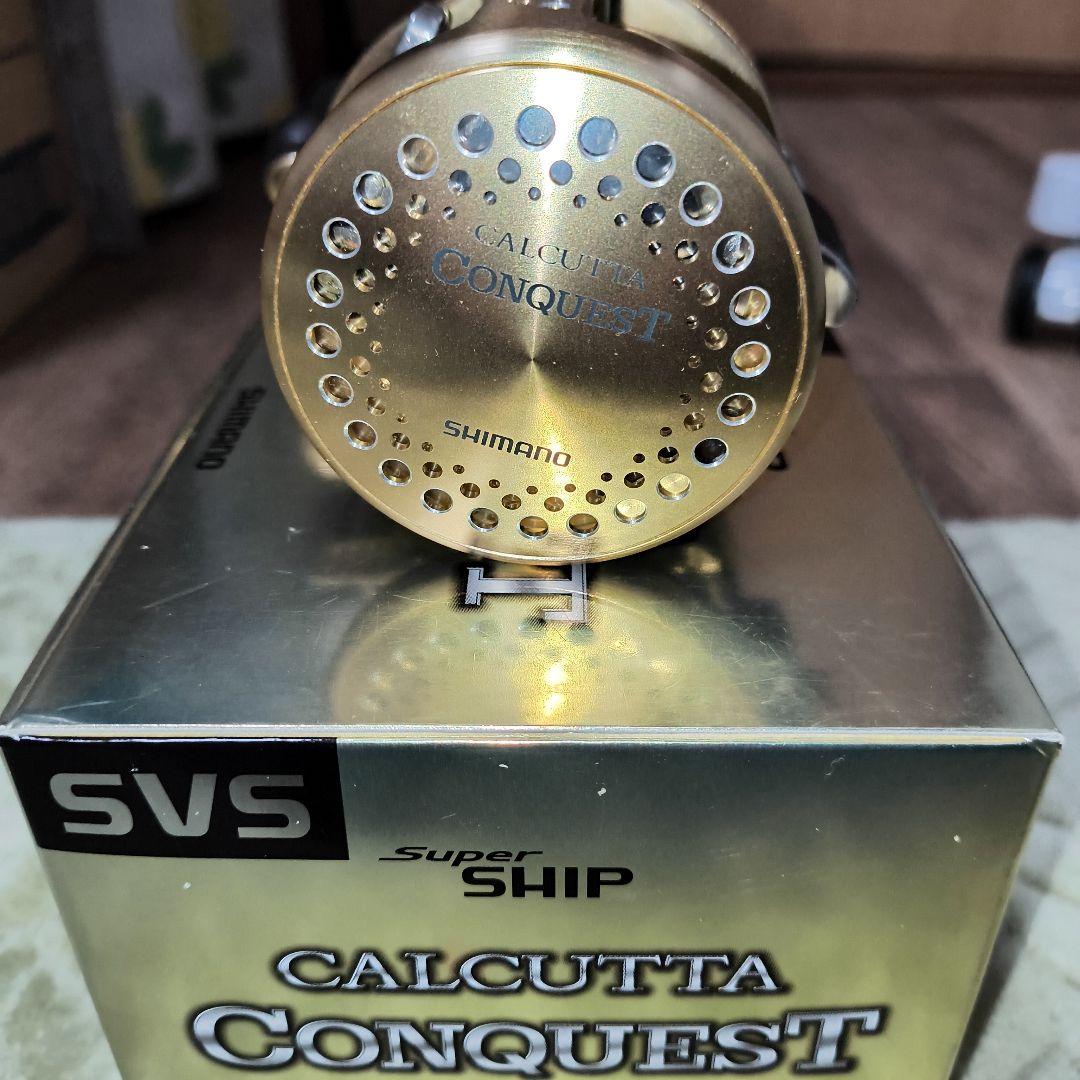 CALCUTTA
CONQUEST
SHIMANO
SHIMANO
SVS
Super
SHIP
CALCUTTA
CONQUEST